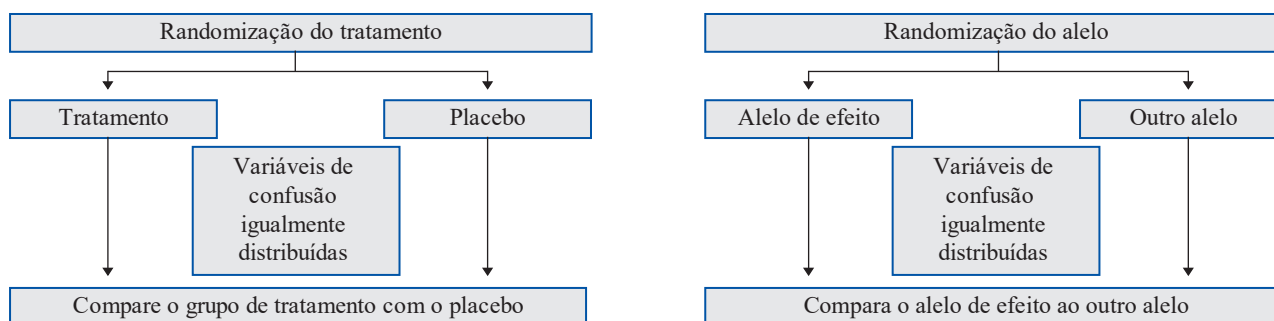 Randomização do tratamento
Tratamento
Placebo
Variáveis de
confusão
igualmente
distribuídas
Compare o grupo de tratamento com o placebo
Randomização do alelo
Alelo de efeito
Outro alelo
Variáveis de
confusão
igualmente
distribuídas
Compara o alelo de efeito ao outro alelo